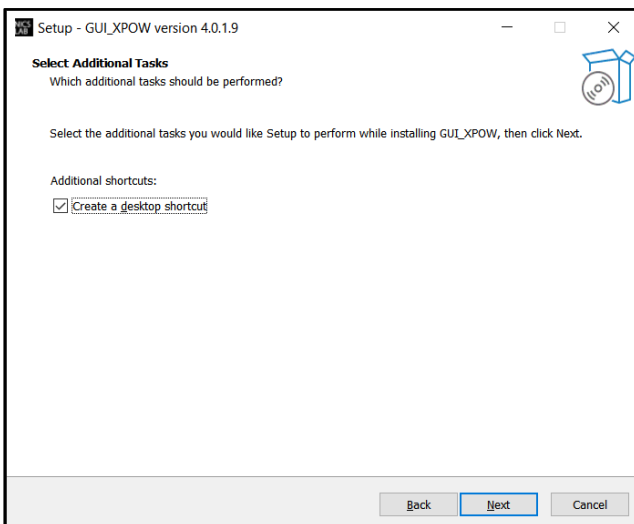 NICS
LAB
Setup - GUI_XPOW version 4.0.1.9
Select Additional Tasks
Which additional tasks should be performed?
Select the additional tasks you would like Setup to perform while installing GUI_XPOW, then click Next.
Additional shortcuts:
Create a desktop shortcut
Back Next Cancel